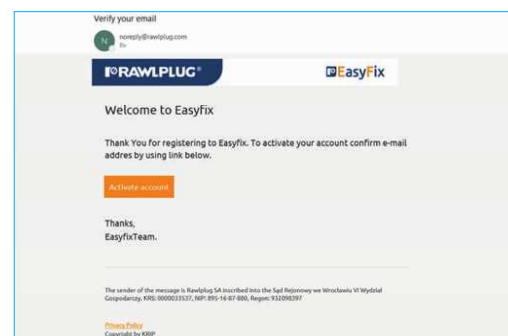 Verify your email
N
noreply@rawlplug.com
RAWLPLUG®
EasyFix
Welcome to Easyfix
Thank You for registering to Easyfix. To activate your account confirm e-mail
addres by using link below.
Activate account
Thanks,
EasyfixTeam.
The sender of the message is Rawlplug SA inscribed into the Sąd Rejonowy we Wrocławiu VI Wydział
Gospodarczy, KRS: 0000033537, NIP: 895-16-87-880, Regon: 932098397
Privacy Policy
Copyright by KRIP